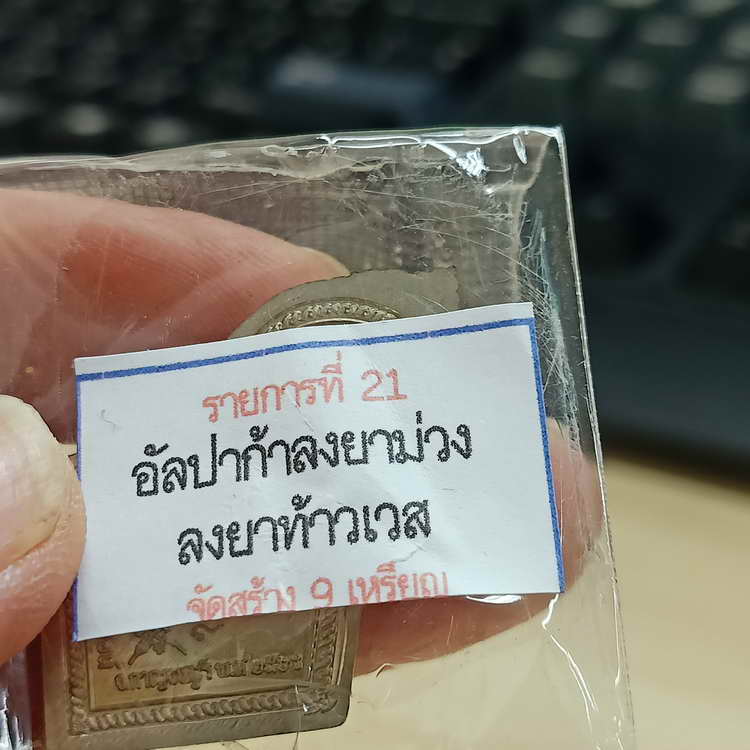 รายการที่ 21
อัลปาก้าลงยาม่วง
ลงยาท้าวเวส
จัดสร้าง 9 เหรียญ